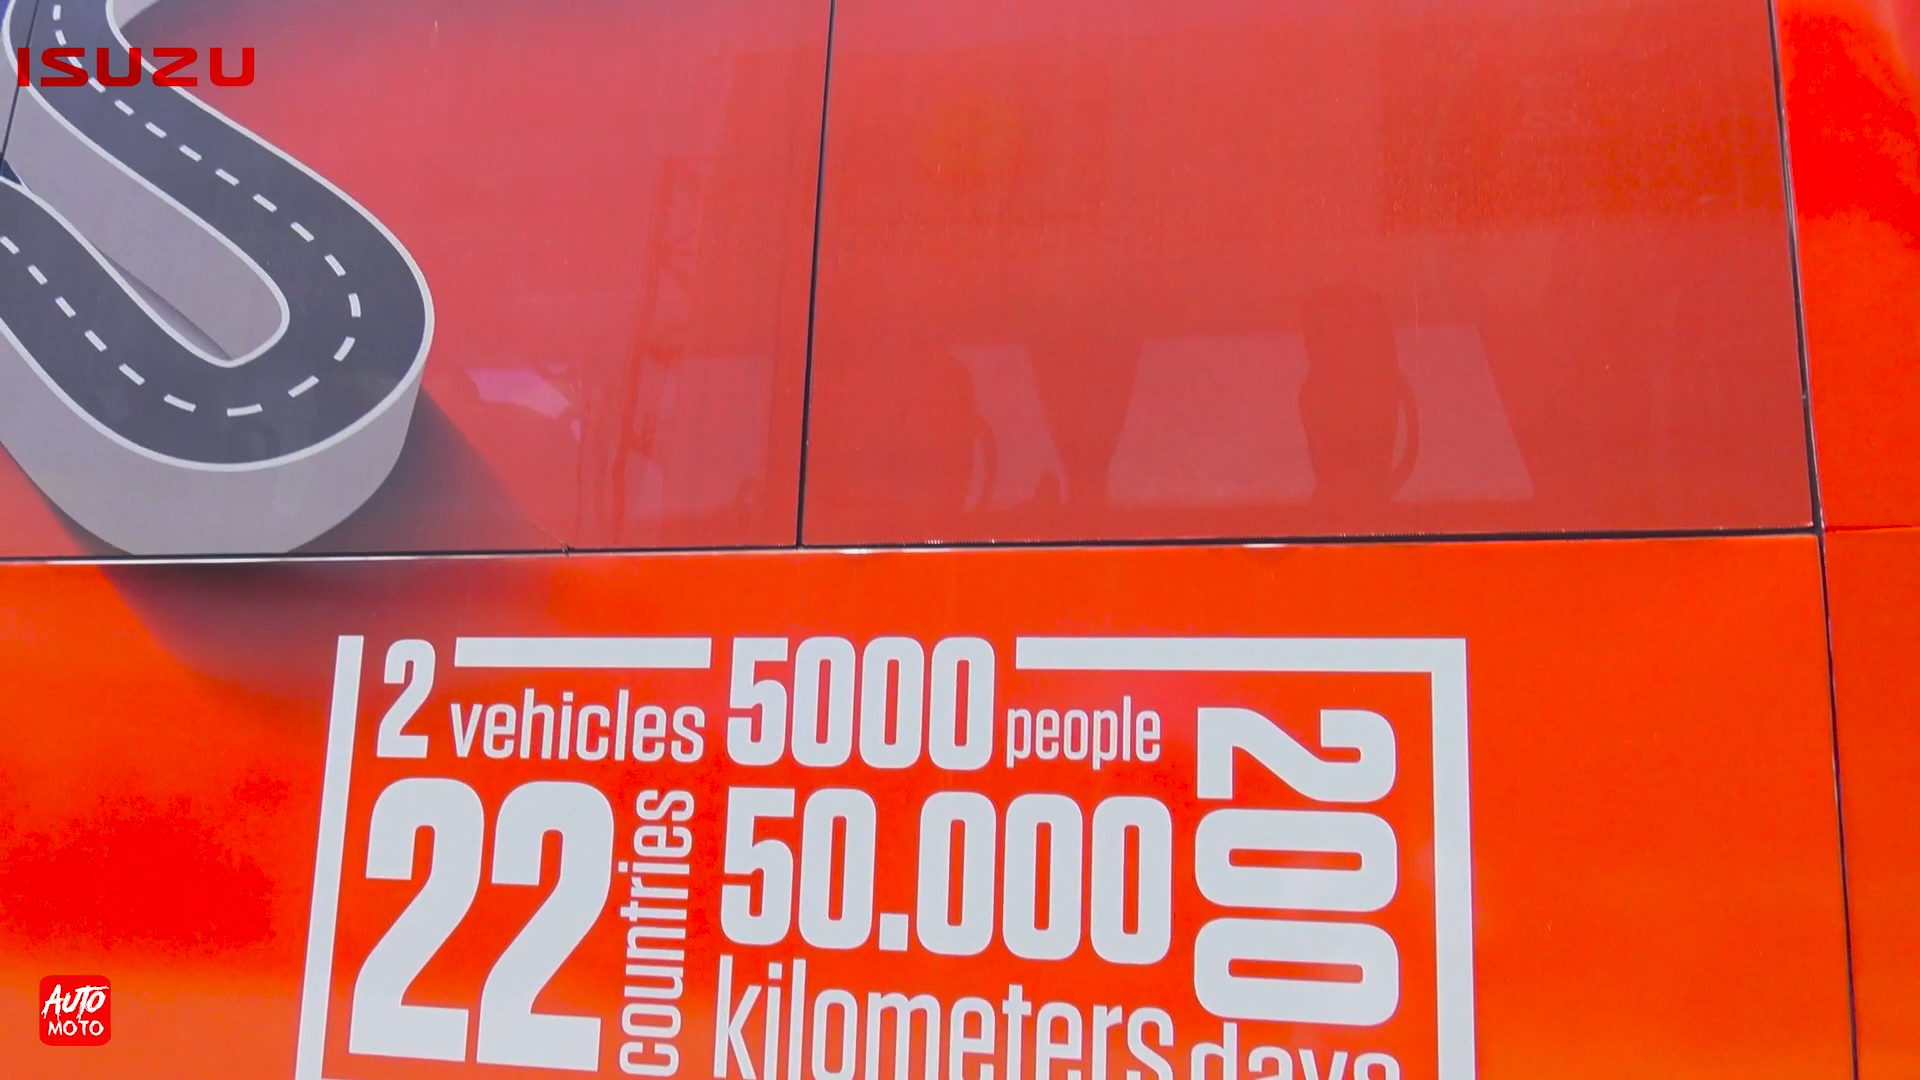 ISUZU
2 vehicles 5000 people
22 countries
50.000
kilometers
200
days
AUTO
MOTO